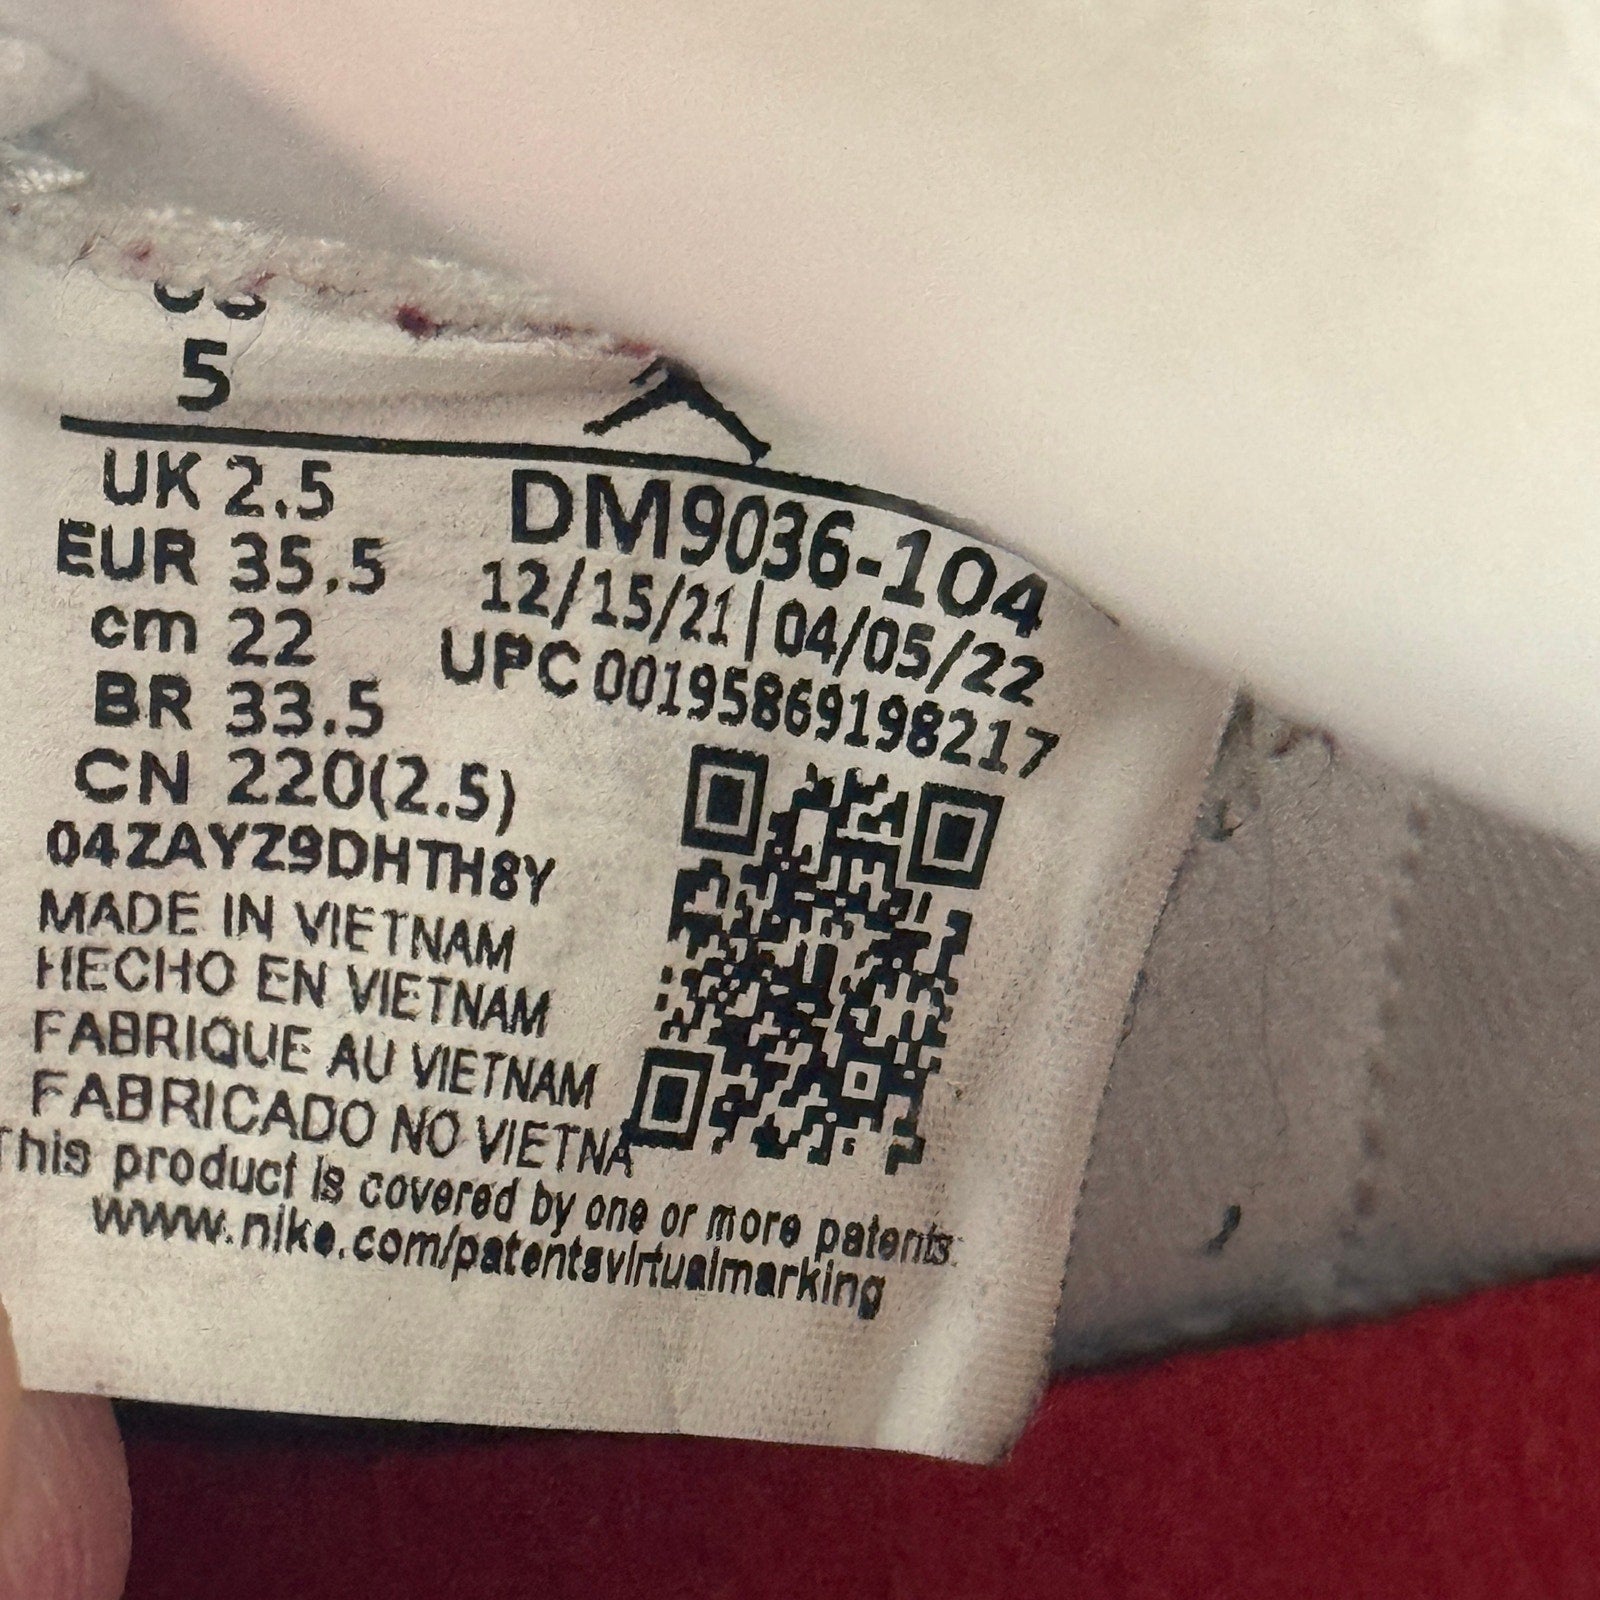 US
5
UK 2.5
EUR 35.5
cm 22
BR 33.5
CN 220(2.5)
04ZAYZ9DHTH8Y
MADE IN VIETNAM
HECHO EN VIETNAM
FABRIQUE AU VIETNAM
FABRICADO NO VIETNA
DM9036-104
12/15/21|04/05/22
UPC 00195869198217
This product is covered by one or more patents.
www.nike.com/patentsvirtualmarking